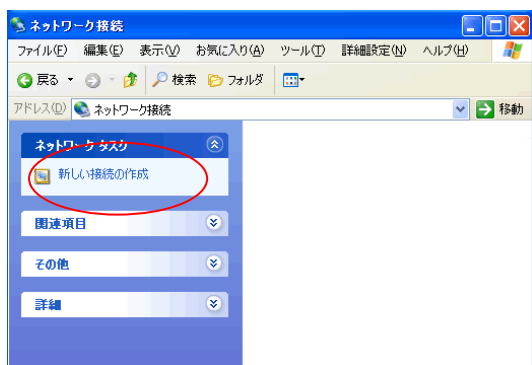 ネットワーク接続
ファイル(F) 編集(E) 表示(V) お気に入り(A) ツール(T) 詳細設定(N) ヘルプ(H)
戻る 検索 フォルダ
アドレス(D) ネットワーク接続 移動
ネットワーク タスク
新しい接続の作成
関連項目
その他
詳細